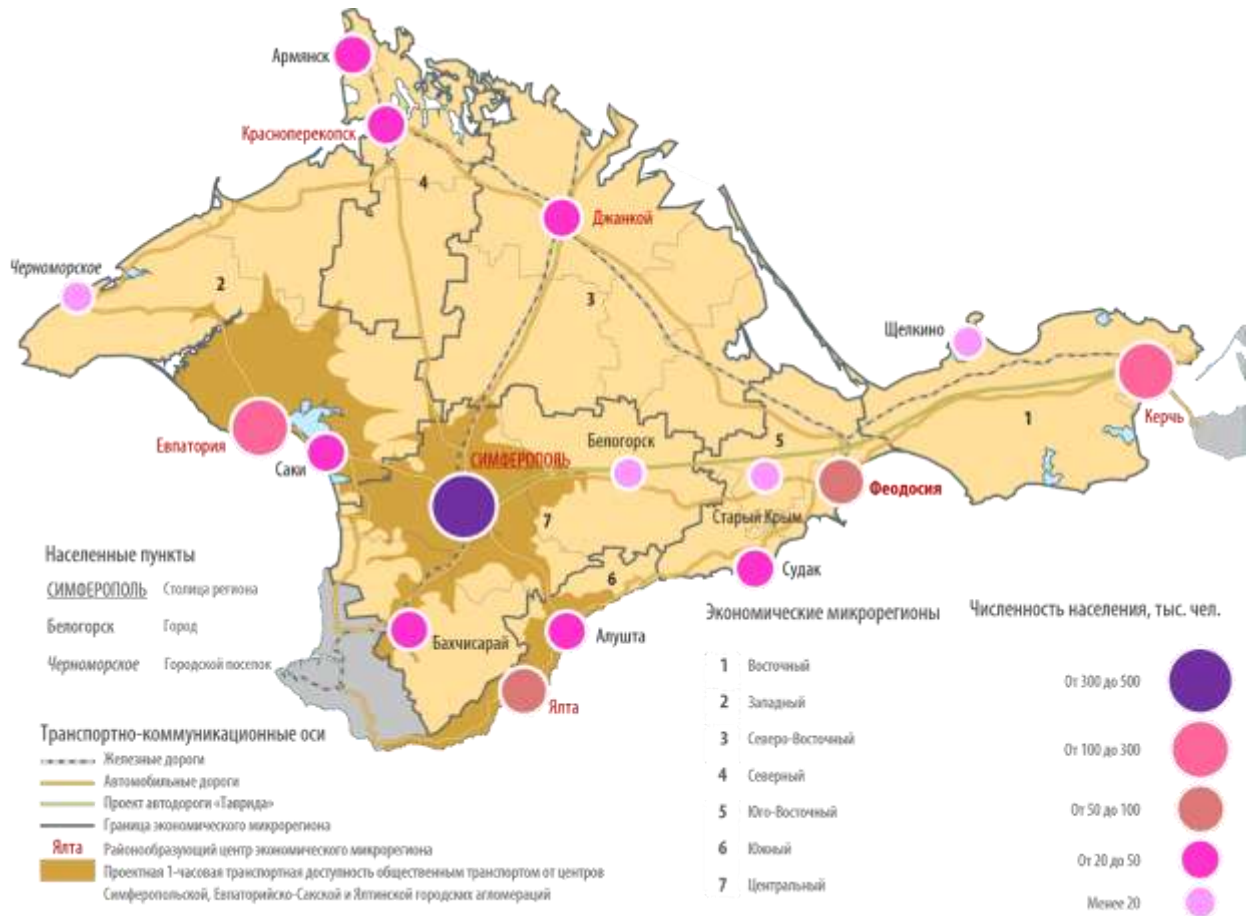 Армянск
Красноперекопск
4
Джанкой
Черноморское
2
3
Щелкино
1
Керчь
Евпатория
Саки
СИМФЕРОПОЛЬ
Белогорск
5
Феодосия
Старый Крым
7
Судак
6
Бахчисарай
Алушта
Ялта
Населенные пункты
СИМФЕРОПОЛЬ Столица региона
Белогорск Город
Черноморское Городской поселок
Транспортно-коммуникационные оси
Железные дороги
Автомобильные дороги
Проект автодороги «Таврида»
Граница экономического микрорегиона
Ялта Районообразующий центр экономического микрорегиона
Проектная 1-часовая транспортная доступность общественным транспортом от центров
Симферопольской, Евпаторийско-Сакской и Ялтинской городских агломераций
Экономические микрорегионы
1 Восточный
2 Западный
3 Северо-Восточный
4 Северный
5 Юго-Восточный
6 Южный
7 Центральный
Численность населения, тыс. чел.
От 300 до 500
От 100 до 300
От 50 до 100
От 20 до 50
Менее 20